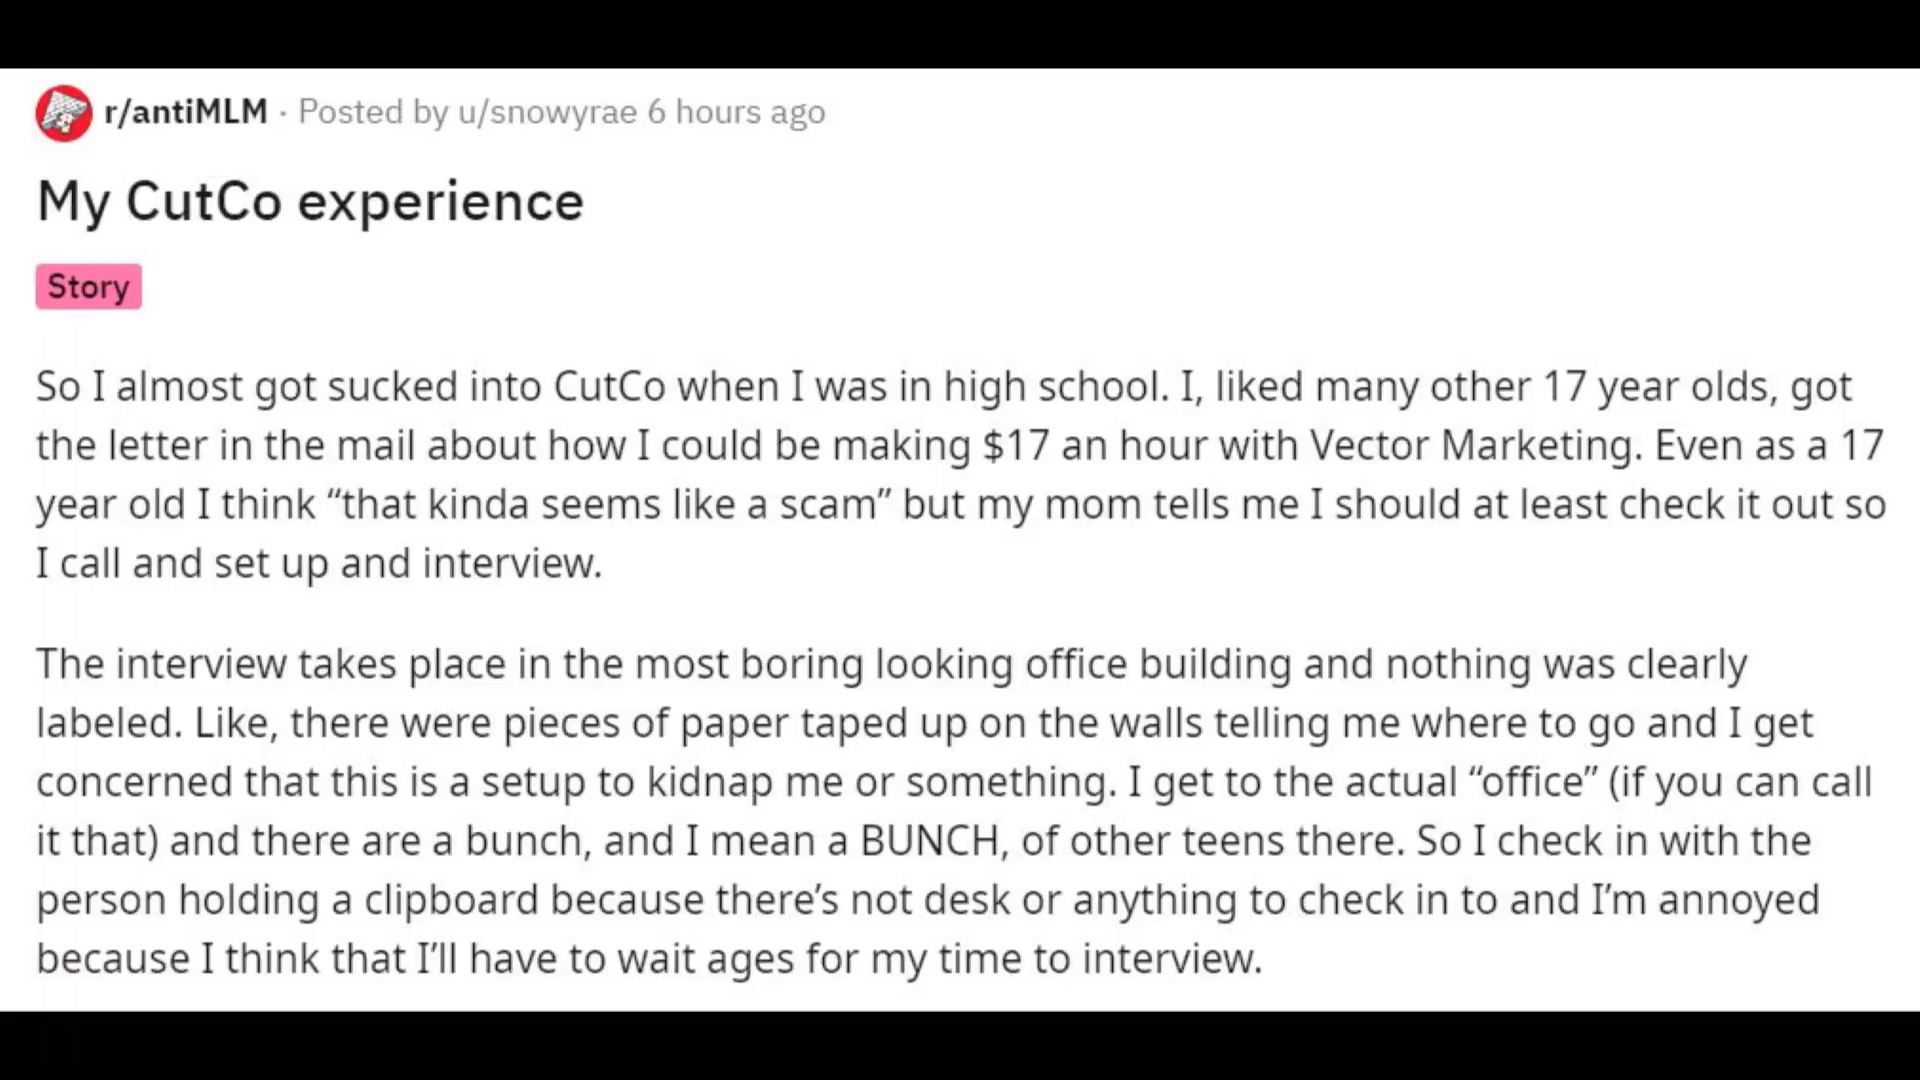 r/antiMLM · Posted by u/snowyrae 6 hours ago
My CutCo experience
Story
So I almost got sucked into CutCo when I was in high school. I, liked many other 17 year olds, got
the letter in the mail about how I could be making $17 an hour with Vector Marketing. Even as a 17
year old I think “that kinda seems like a scam” but my mom tells me I should at least check it out so
I call and set up and interview.
The interview takes place in the most boring looking office building and nothing was clearly
labeled. Like, there were pieces of paper taped up on the walls telling me where to go and I get
concerned that this is a setup to kidnap me or something. I get to the actual “office” (if you can call
it that) and there are a bunch, and I mean a BUNCH, of other teens there. So I check in with the
person holding a clipboard because there’s not desk or anything to check in to and I’m annoyed
because I think that I’ll have to wait ages for my time to interview.